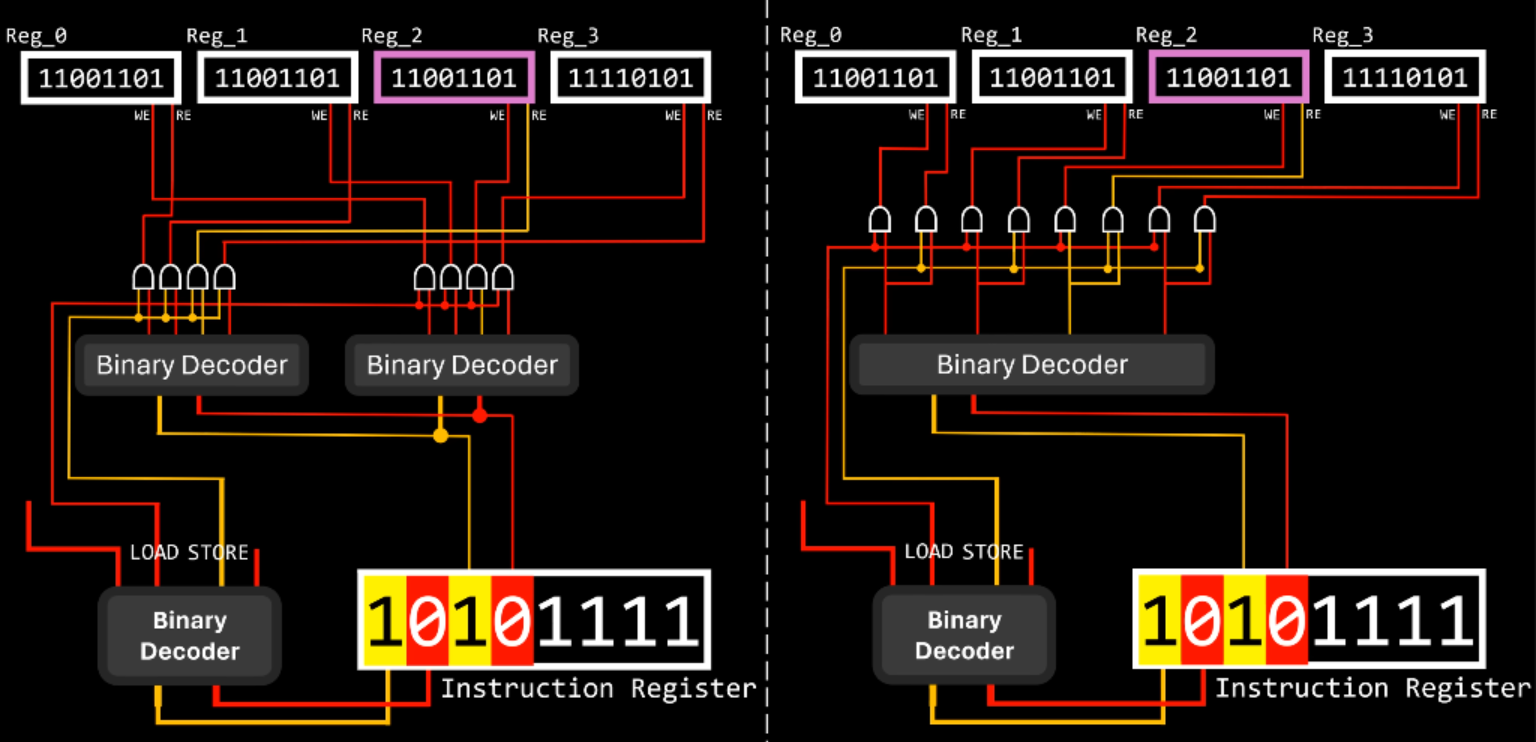 Reg_0 Reg_1 Reg_2 Reg_3
11001101 11001101 11001101 11110101
WE RE WE RE WE RE WE RE
Binary Decoder Binary Decoder
LOAD STORE
Binary
Decoder
10101111
Instruction Register
Reg_0 Reg_1 Reg_2 Reg_3
11001101 11001101 11001101 11110101
WE RE WE RE WE RE WE RE
Binary Decoder
LOAD STORE
Binary
Decoder
10101111
Instruction Register